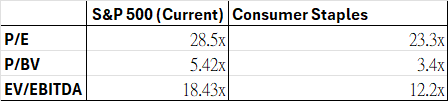 S&P 500 (Current) Consumer Staples
P/E 28.5x 23.3x
P/BV 5.42x 3.4x
EV/EBITDA 18.43x 12.2x